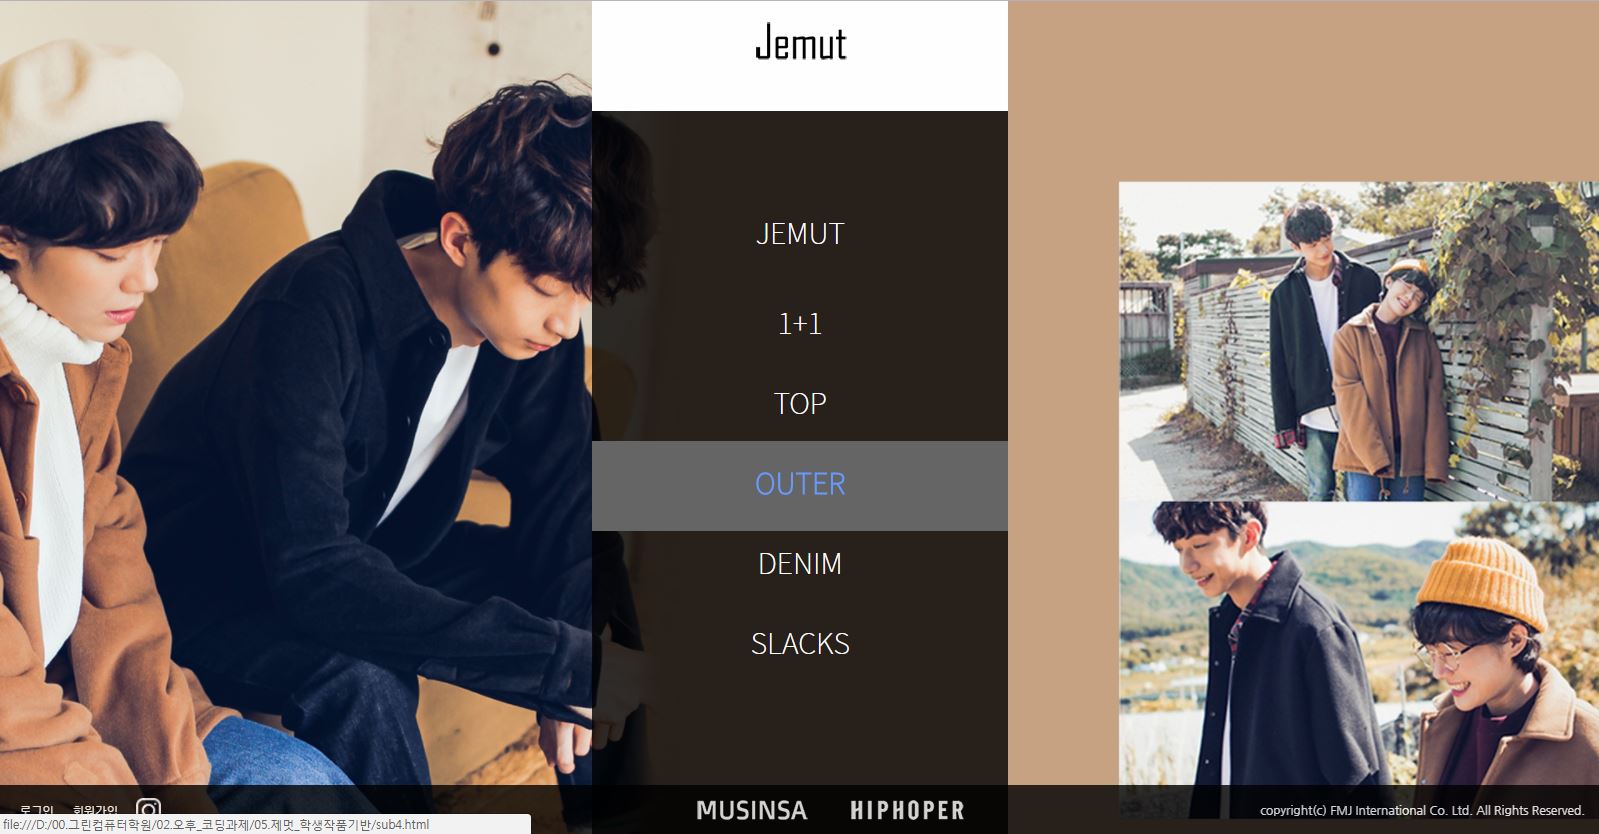 Jemut
JEMUT
1+1
TOP
OUTER
DENIM
SLACKS
로그인 회원가입
MUSINSA HIPHOPER
copyright(c) FMJ International Co. Ltd. All Rights Reserved.
file:///D:/00.그린컴퓨터학원/02.오후_코딩과제/05.제멋_학생작품기반/sub4.html